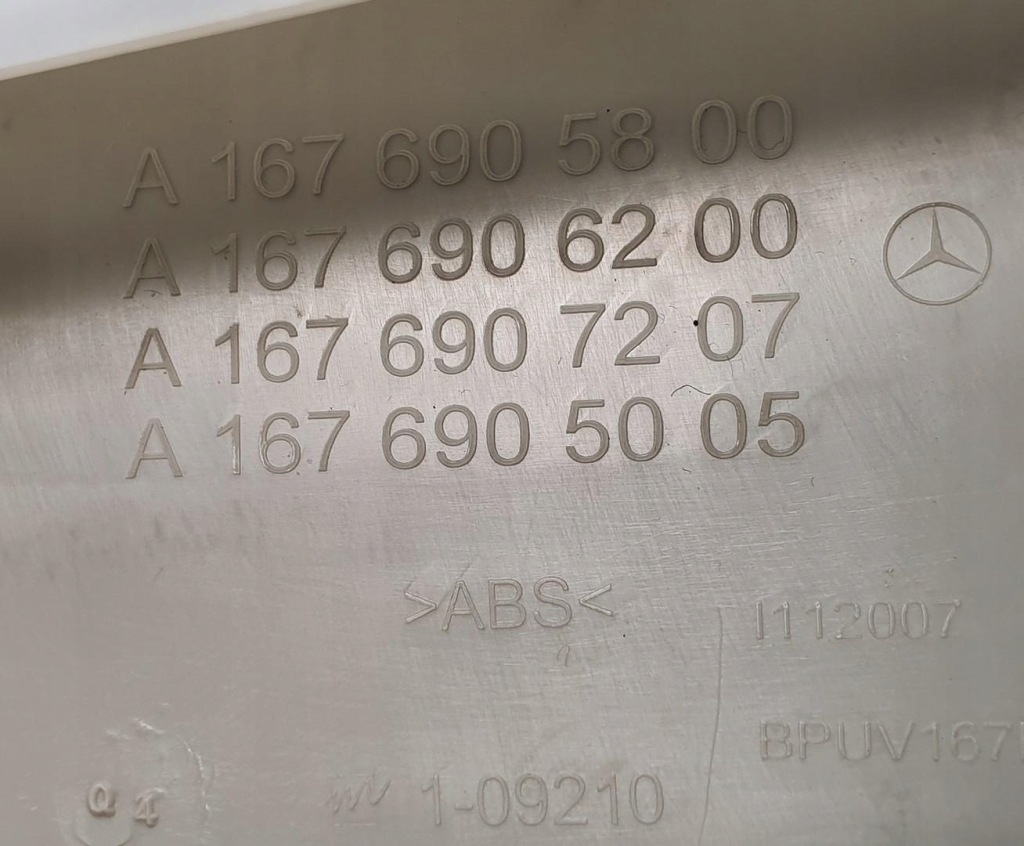 A 167 690 58 00
A 167 690 62 00
A 167 690 72 07
A 167 690 50 05
>ABS<
I112007
BPUV167
1-09210
Q4